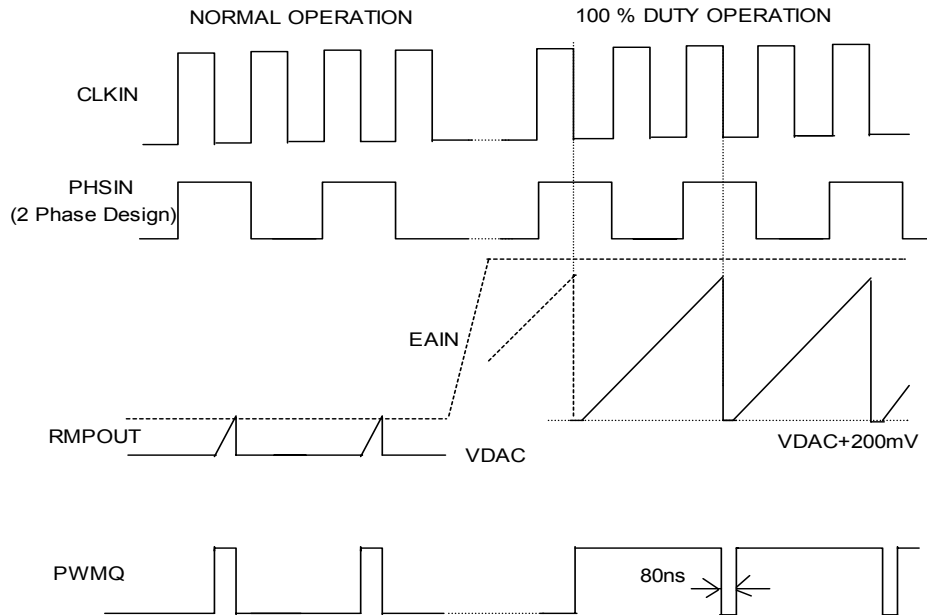 NORMAL OPERATION
100 % DUTY OPERATION
CLKIN
PHSIN
(2 Phase Design)
EAIN
RMPOUT
VDAC
VDAC+200mV
PWMQ
80ns